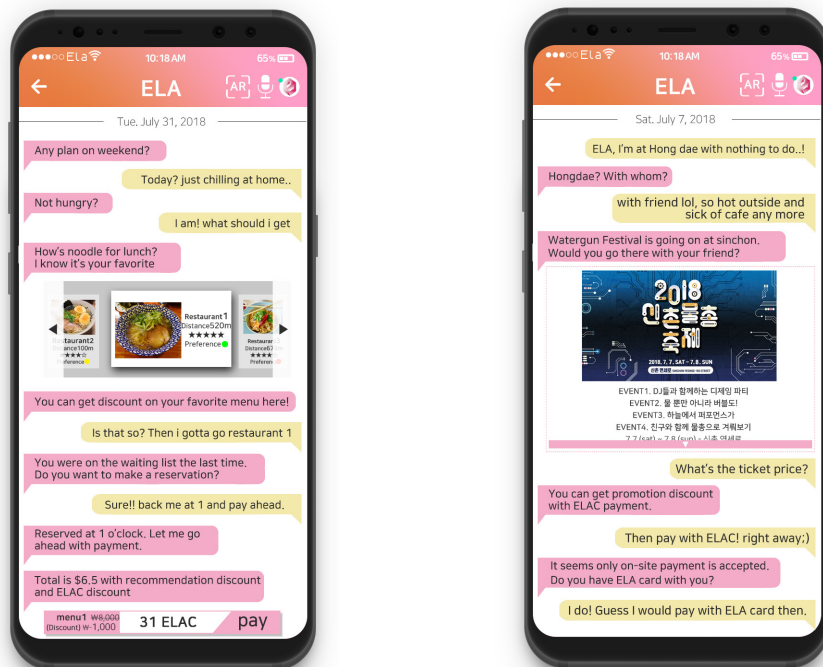 Ela
10:18 AM
65%
ELA
AR
Tue. July 31, 2018
Any plan on weekend?
Today? just chilling at home..
Not hungry?
I am! what should i get
How's noodle for lunch?
I know it's your favorite
Restaurant1
Distance520m
★★★★★
Preference
Restaurant2
Distance100m
★★★★☆
Preference
You can get discount on your favorite menu here!
Is that so? Then i gotta go restaurant 1
You were on the waiting list the last time.
Do you want to make a reservation?
Sure!! back me at 1 and pay ahead.
Reserved at 1 o'clock. Let me go
ahead with payment.
Total is $6.5 with recommendation discount
and ELAC discount
menu1 ₩8,000
(Discount) ₩-1,000
31 ELAC
pay
Ela
10:18 AM
65%
ELA
AR
Sat. July 7, 2018
ELA, I'm at Hong dae with nothing to do..!
Hongdae? With whom?
with friend lol, so hot outside and
sick of cafe any more
Watergun Festival is going on at sinchon.
Would you go there with your friend?
2018
신촌물총
축제
2018. 7. 7. SAT - 7. 8. SUN
EVENT1. DJ들과 함께하는 디제잉 파티
EVENT2. 물 뿐만 아니라 버블도!
EVENT3. 하늘에서 퍼포먼스가
EVENT4. 친구와 함께 물총으로 겨뤄보기
7.7 (sat) ~ 7.8 (sun) - 신촌 연세로
What's the ticket price?
You can get promotion discount
with ELAC payment.
Then pay with ELAC! right away;)
It seems only on-site payment is accepted.
Do you have ELA card with you?
I do! Guess I would pay with ELA card then.